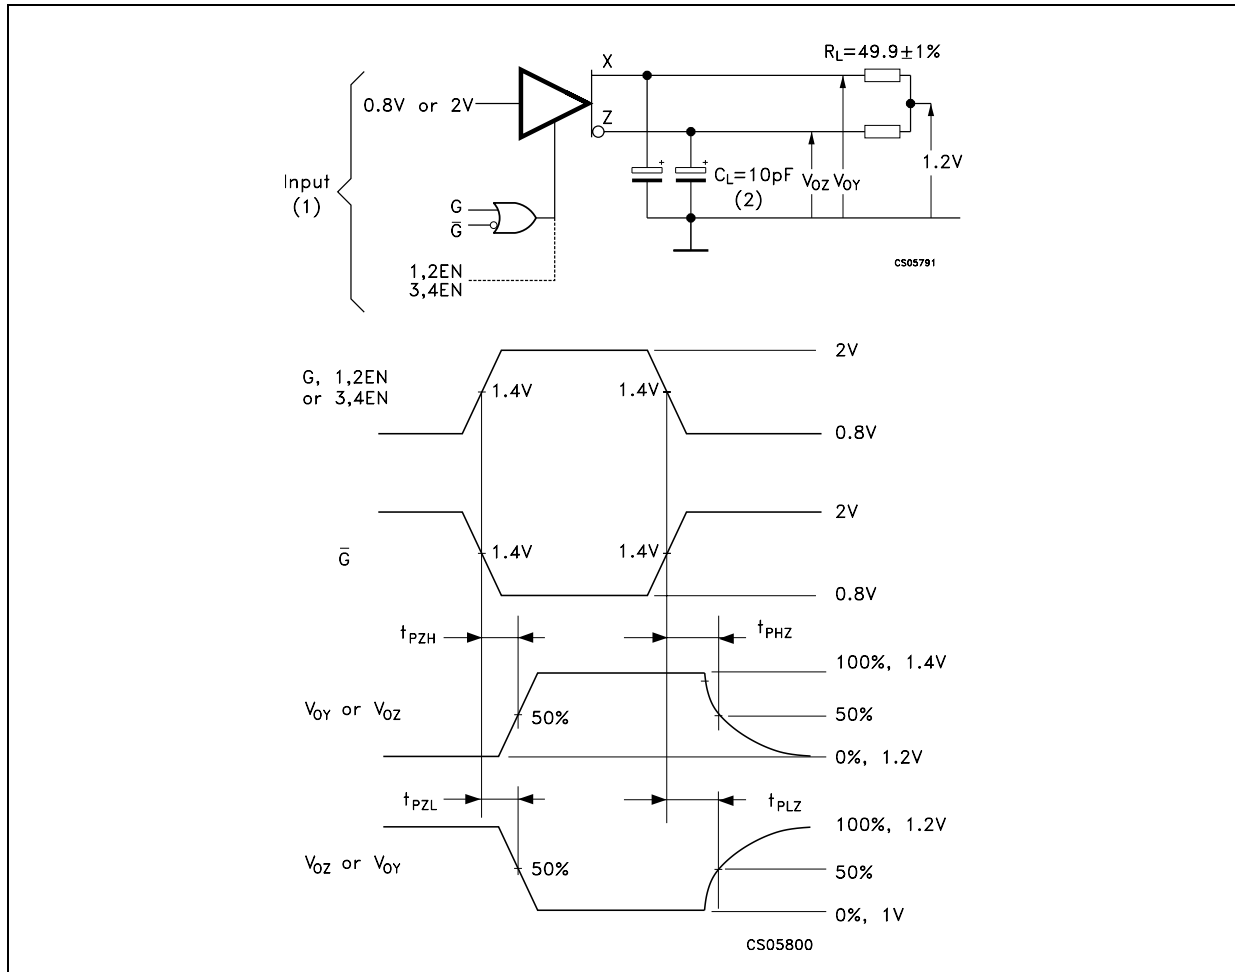 R_L=49.9±1%
X
0.8V or 2V
Z
1.2V
Input
(1)
C_L=10pF
(2)
V_OZ V_OY
G
G̅
1,2EN
3,4EN
CS05791
2V
G, 1,2EN
or 3,4EN
1.4V
1.4V
0.8V
2V
G̅
1.4V
1.4V
0.8V
t_PZH
t_PHZ
100%, 1.4V
V_OY or V_OZ
50%
50%
0%, 1.2V
t_PZL
t_PLZ
100%, 1.2V
V_OZ or V_OY
50%
50%
0%, 1V
CS05800